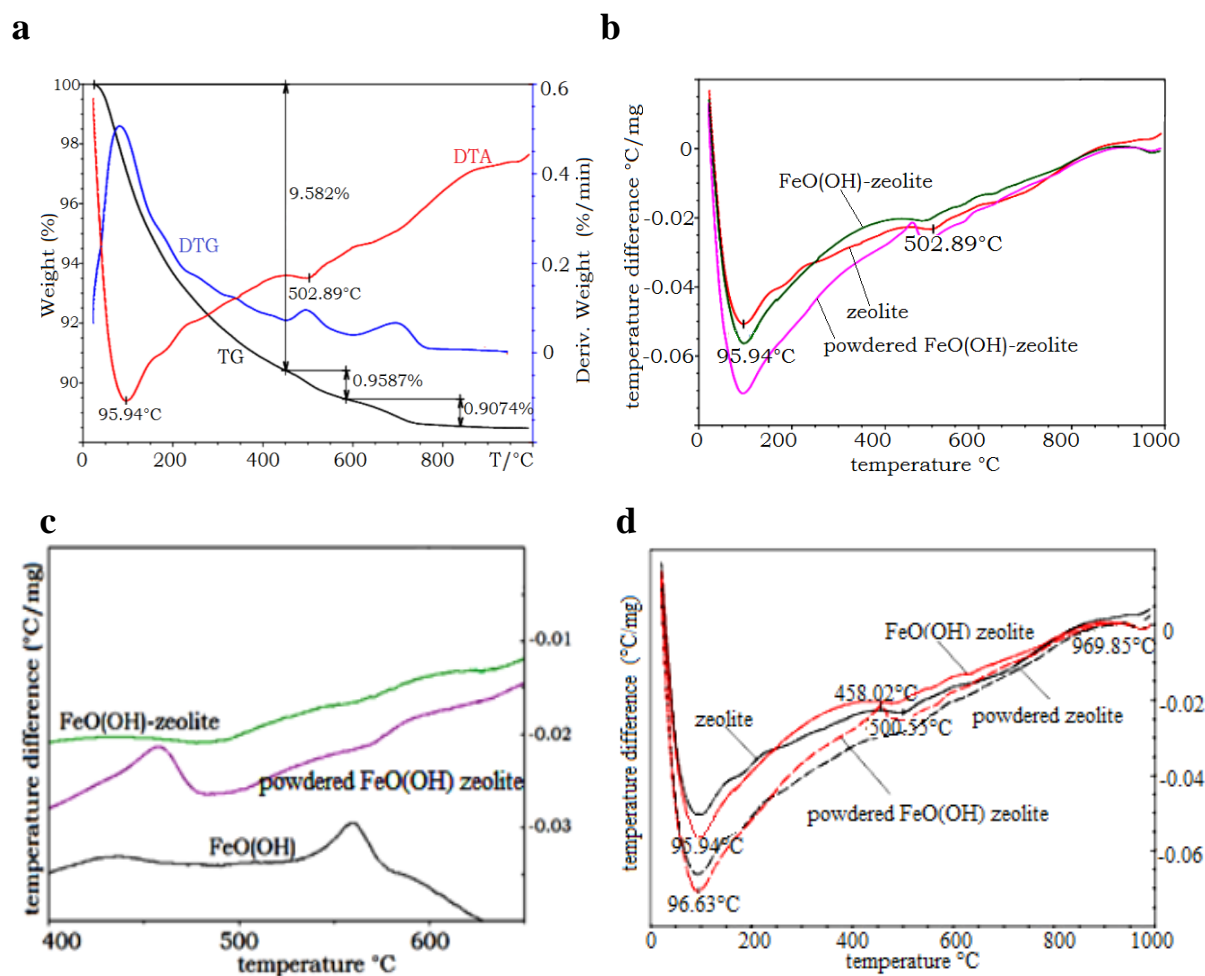 a
100
98
96
94
92
90
Weight (%)
0.6
0.4
0.2
0
Deriv. Weight (%/min)
DTA
9.582%
DTG
502.89°C
TG
0.9587%
0.9074%
95.94°C
0
200
400
600
800
T/°C
b
0
-0.02
-0.04
-0.06
temperature difference °C/mg
FeO(OH)-zeolite
502.89°C
zeolite
powdered FeO(OH)-zeolite
95.94°C
0
200
400
600
800
1000
temperature °C
c
temperature difference (°C/mg)
-0.01
-0.02
-0.03
FeO(OH)-zeolite
powdered FeO(OH) zeolite
FeO(OH)
400
500
600
temperature °C
d
temperature difference (°C/mg)
0
-0.02
-0.04
-0.06
FeO(OH) zeolite
969.85°C
458.02°C
zeolite
500.55°C
powdered zeolite
powdered FeO(OH) zeolite
95.94°C
96.63°C
0
200
400
600
800
1000
temperature °C